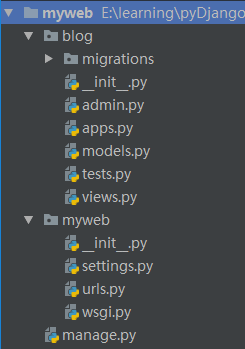 myweb E:\learning\pyDjango
blog
migrations
__init__.py
admin.py
apps.py
models.py
tests.py
views.py
myweb
__init__.py
settings.py
urls.py
wsgi.py
manage.py